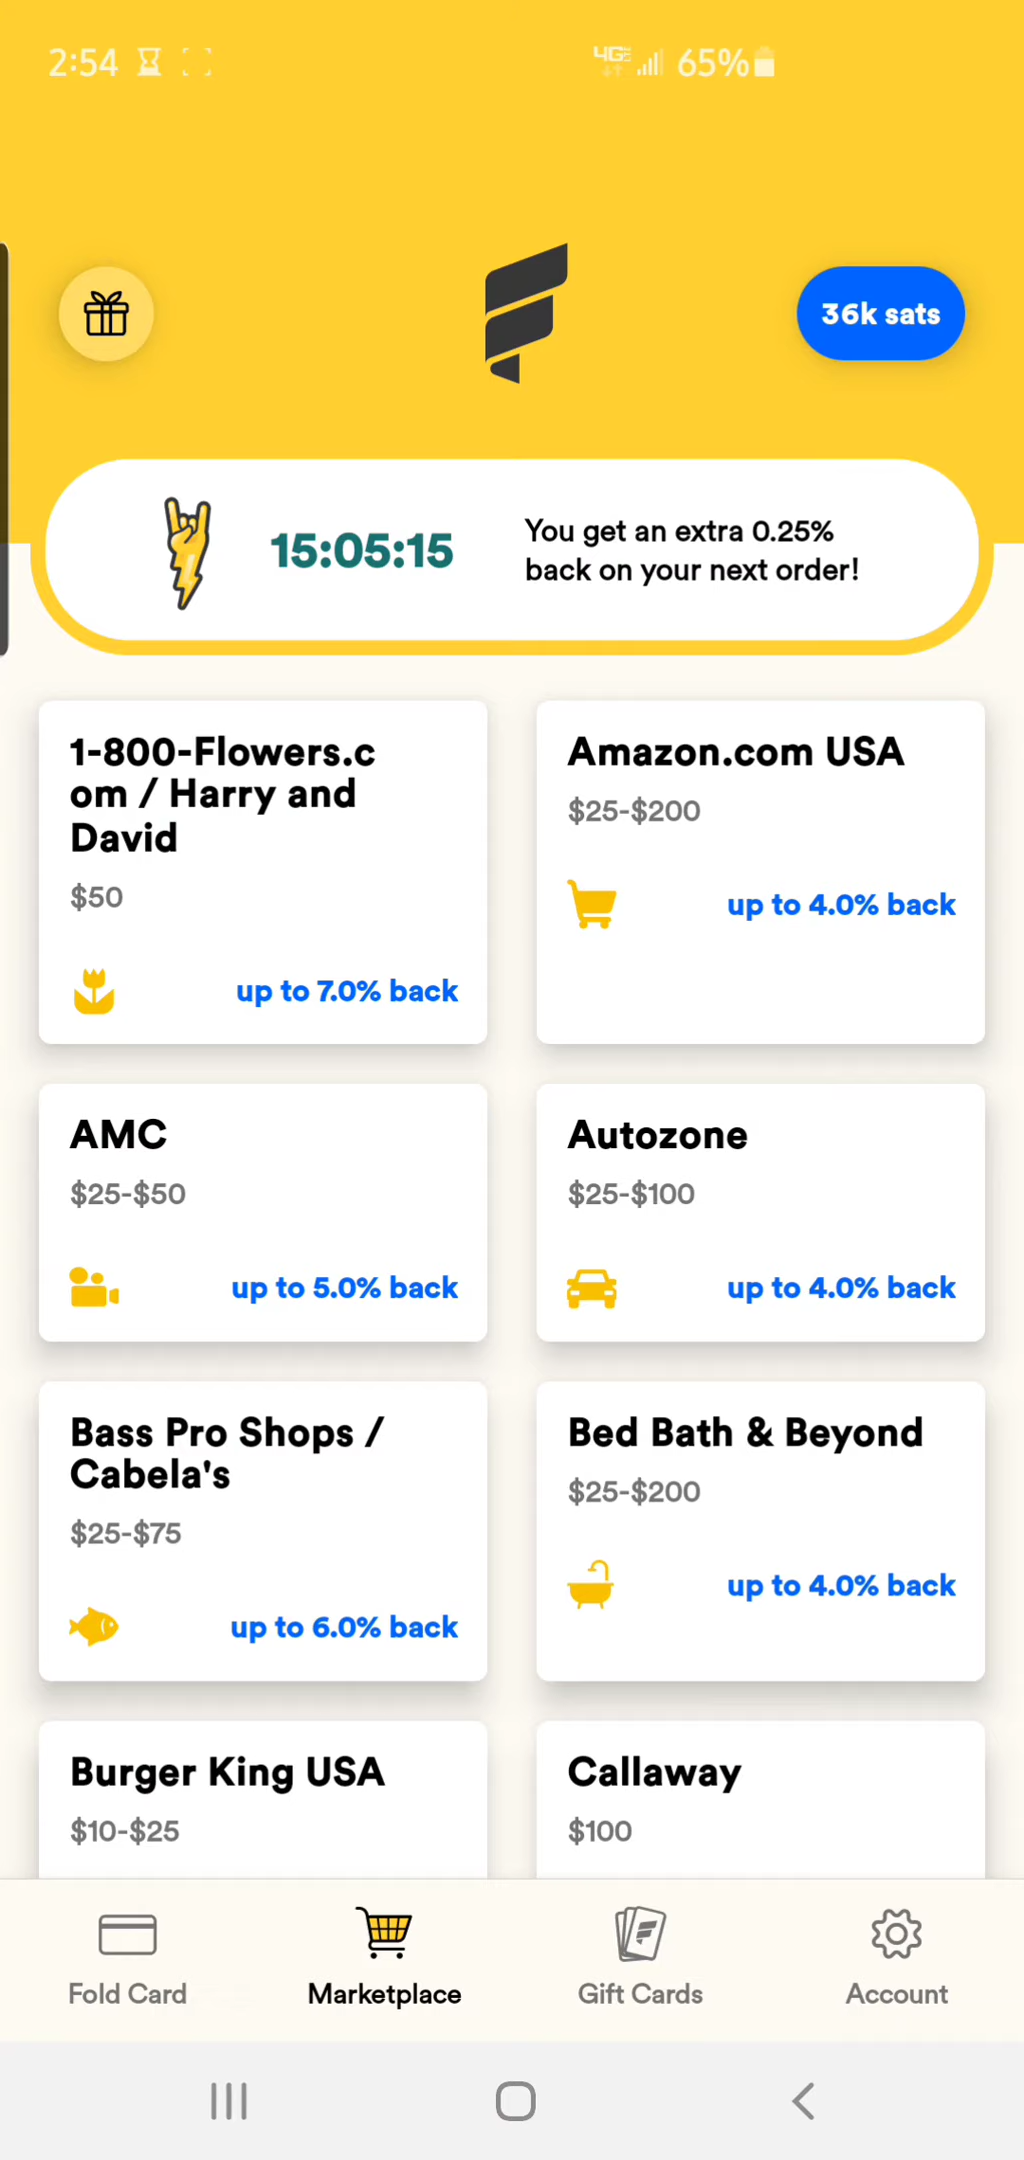 2:54
4GE 65%
36k sats
15:05:15
You get an extra 0.25%
back on your next order!
1-800-Flowers.c
om / Harry and
David
$50
up to 7.0% back
Amazon.com USA
$25-$200
up to 4.0% back
AMC
$25-$50
up to 5.0% back
Autozone
$25-$100
up to 4.0% back
Bass Pro Shops /
Cabela's
$25-$75
up to 6.0% back
Bed Bath & Beyond
$25-$200
up to 4.0% back
Burger King USA
$10-$25
Callaway
$100
Fold Card
Marketplace
Gift Cards
Account